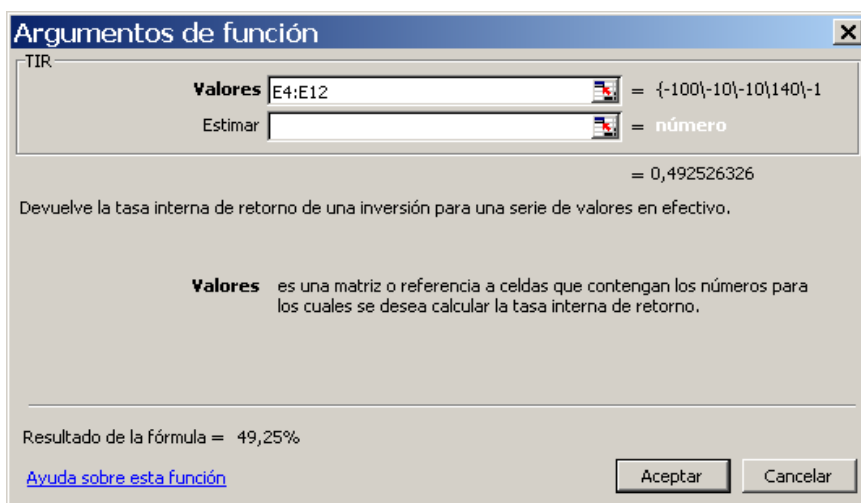 Argumentos de función
TIR
Valores E4:E12 = {-100\-10\-10\140\-1
Estimar = número
= 0,492526326
Devuelve la tasa interna de retorno de una inversión para una serie de valores en efectivo.
Valores es una matriz o referencia a celdas que contengan los números para
los cuales se desea calcular la tasa interna de retorno.
Resultado de la fórmula = 49,25%
Ayuda sobre esta función Aceptar Cancelar